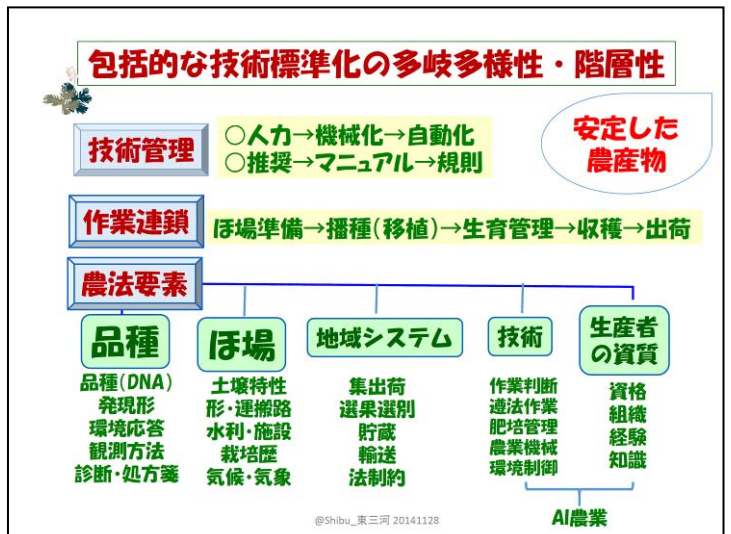 包括的な技術標準化の多岐多様性・階層性
安定した
農産物
技術管理
○人力→機械化→自動化
○推奨→マニュアル→規則
作業連鎖
ほ場準備→播種(移植)→生育管理→収穫→出荷
農法要素
品種
品種(DNA)
発現形
環境応答
観測方法
診断・処方箋
ほ場
土壌特性
形・運搬路
水利・施設
栽培歴
気候・気象
地域システム
集出荷
選果選別
貯蔵
輸送
法制約
技術
作業判断
遵法作業
肥培管理
農業機械
環境制御
生産者
の資質
資格
組織
経験
知識
AI農業
@Shibu_東三河 20141128